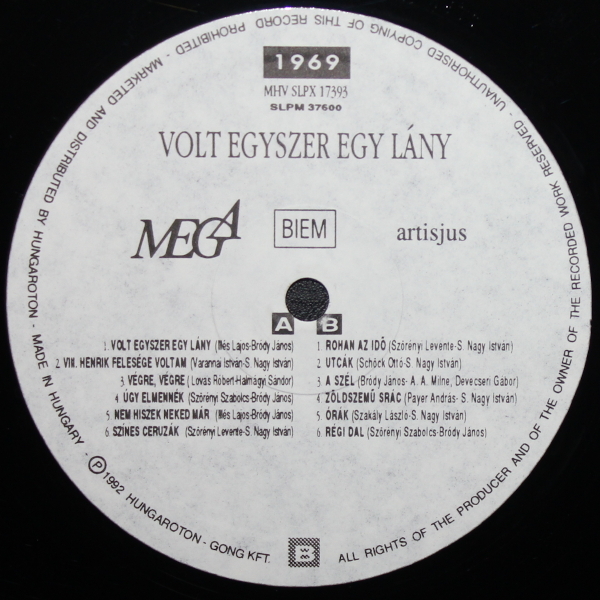 1969
MHV SLPX 17393
SLPM 37600
VOLT EGYSZER EGY LÁNY
MEGA
BIEM
artisjus
A B
1. VOLT EGYSZER EGY LÁNY (Illés Lajos-Bródy János)
2. VIII. HENRIK FELESÉGE VOLTAM (Varannai István-S. Nagy István)
3. VÉGRE, VÉGRE (Lovas Róbert-Halmágyi Sándor)
4. ÚGY ELMENNÉK (Szörényi Szabolcs-Bródy János)
5. NEM HISZEK NEKED MÁR (Illés Lajos-Bródy János)
6. SZÍNES CERUZÁK (Szörényi Levente-S. Nagy István)
1. ROHAN AZ IDŐ (Szörényi Levente-S. Nagy István)
2. UTCÁK (Schöck Ottó-S. Nagy István)
3. A SZÉL (Bródy János-A. A. Milne, Devecseri Gábor)
4. ZÖLDSZEMŰ SRÁC (Payer András-S. Nagy István)
5. ÓRÁK (Szakály László-S. Nagy István)
6. RÉGI DAL (Szörényi Szabolcs-Bródy János)
℗ 1992 HUNGAROTON - GONG KFT.
ALL RIGHTS OF THE PRODUCER AND OF THE OWNER OF THE RECORDED WORK RESERVED - UNAUTHORISED COPYING OF THIS RECORD PROHIBITED - MARKETED AND DISTRIBUTED BY HUNGAROTON - MADE IN HUNGARY -